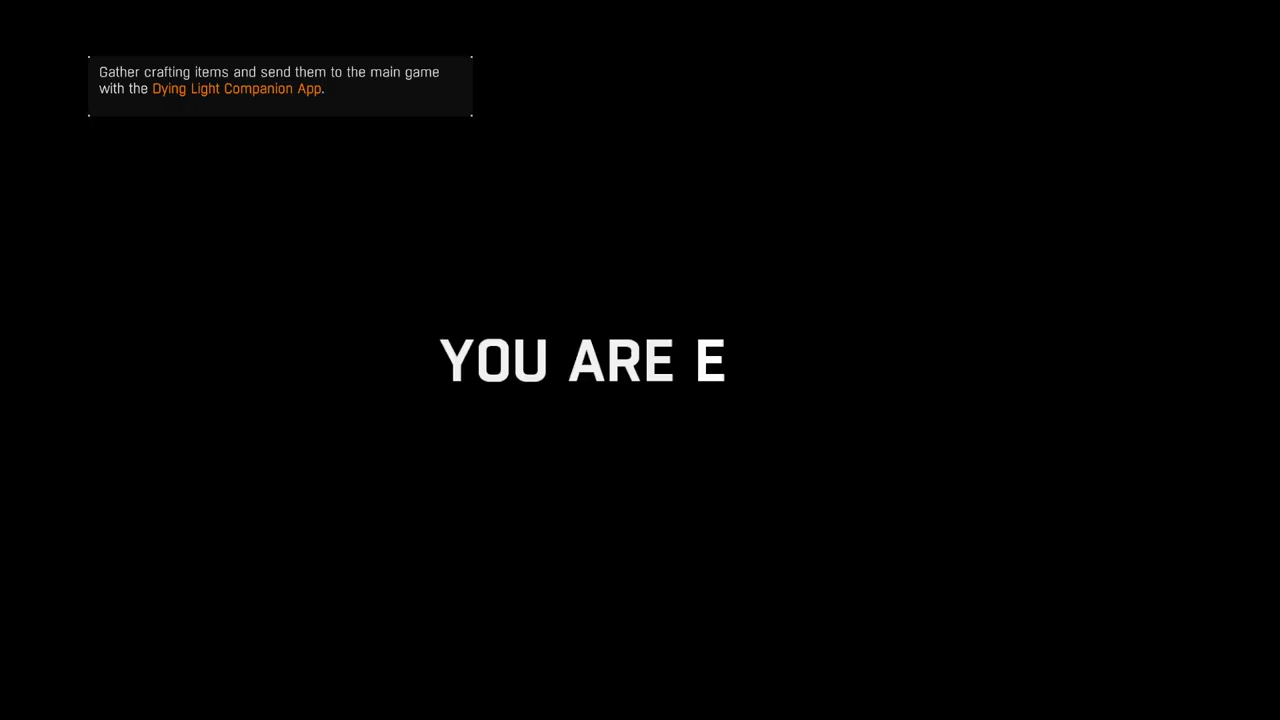 Gather crafting items and send them to the main game
with the Dying Light Companion App.
YOU ARE E